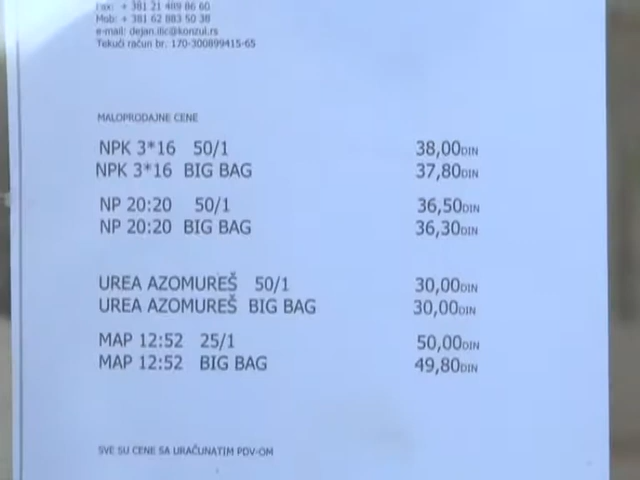 Fax: + 381 21 489 86 60
Mob: + 381 62 883 50 38
e-mail: dejan.ilic@konzul.rs
Tekući račun br. 170-300899415-65
MALOPRODAJNE CENE
NPK 3*16 50/1 38,00DIN
NPK 3*16 BIG BAG 37,80DIN
NP 20:20 50/1 36,50DIN
NP 20:20 BIG BAG 36,30DIN
UREA AZOMUREŠ 50/1 30,00DIN
UREA AZOMUREŠ BIG BAG 30,00DIN
MAP 12:52 25/1 50,00DIN
MAP 12:52 BIG BAG 49,80DIN
SVE SU CENE SA URAČUNATIM PDV-OM